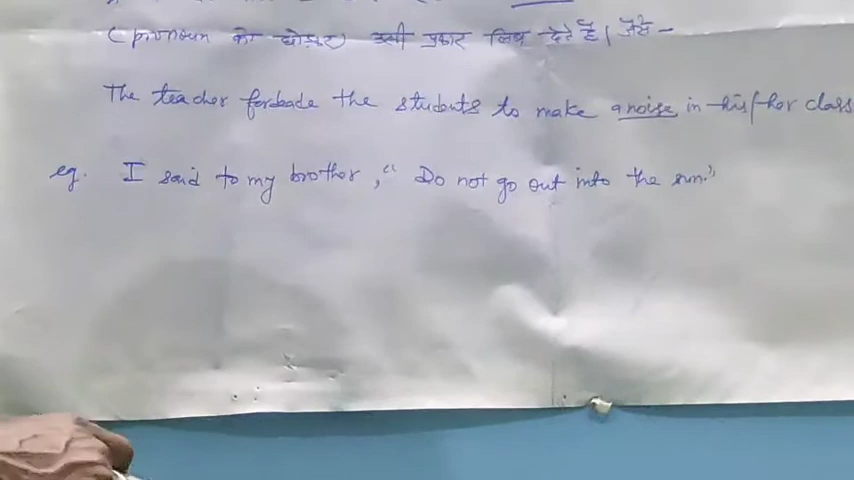 (pronoun को छोड़कर) उसी प्रकार लिख देते हैं। जैसे -
The teacher forbade the students to make a noise in his/her class
eg. I said to my brother, "Do not go out into the sun."